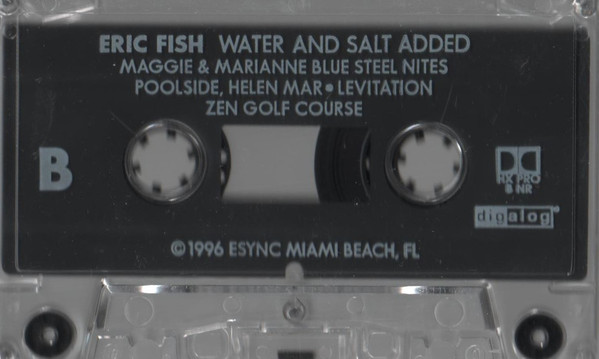 ERIC FISH WATER AND SALT ADDED
MAGGIE & MARIANNE BLUE STEEL NITES
POOLSIDE, HELEN MAR • LEVITATION
ZEN GOLF COURSE
B
HX PRO
B NR
digalog®
©1996 ESYNC MIAMI BEACH, FL